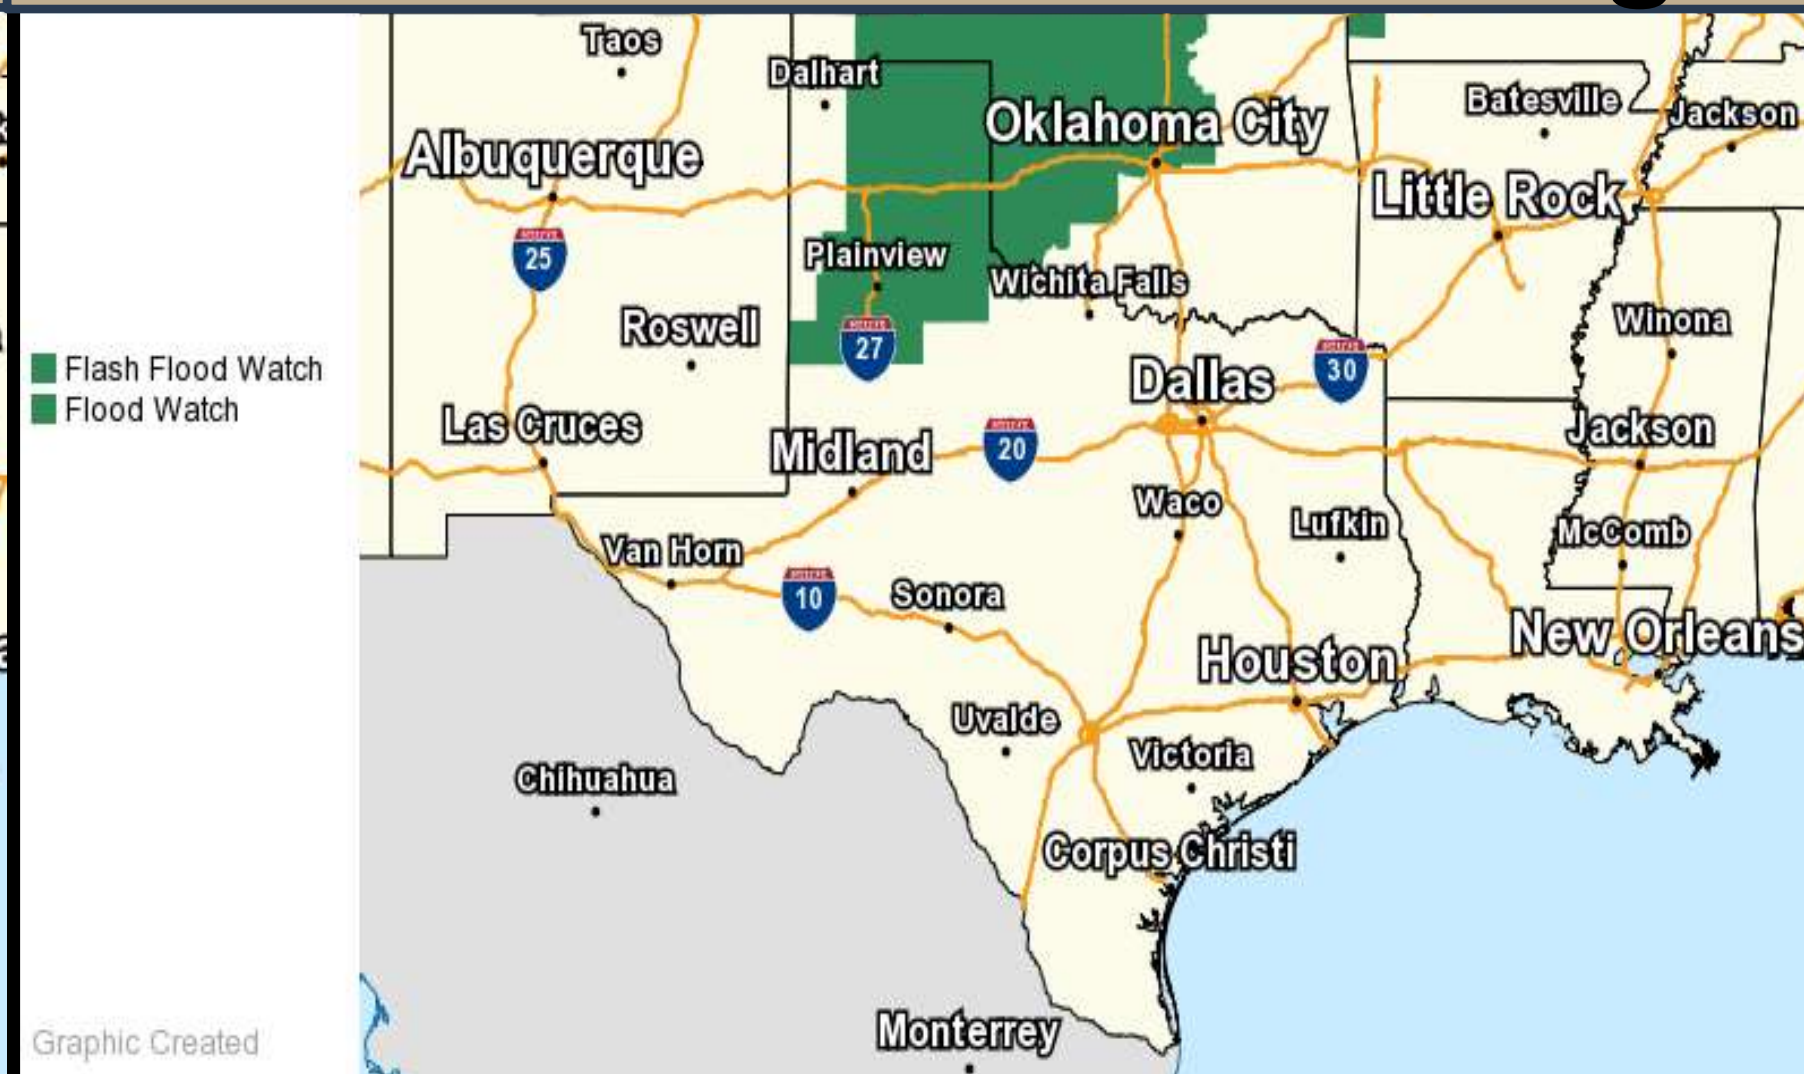 Flash Flood Watch
Flood Watch
Graphic Created
Taos
Dalhart
Oklahoma City
Batesville
Jackson
Albuquerque
Little Rock
25
Plainview
Wichita Falls
Roswell
27
Winona
Dallas
30
Las Cruces
Midland
20
Jackson
Waco
Lufkin
McComb
Van Horn
10
Sonora
New Orleans
Houston
Uvalde
Victoria
Chihuahua
Corpus Christi
Monterrey